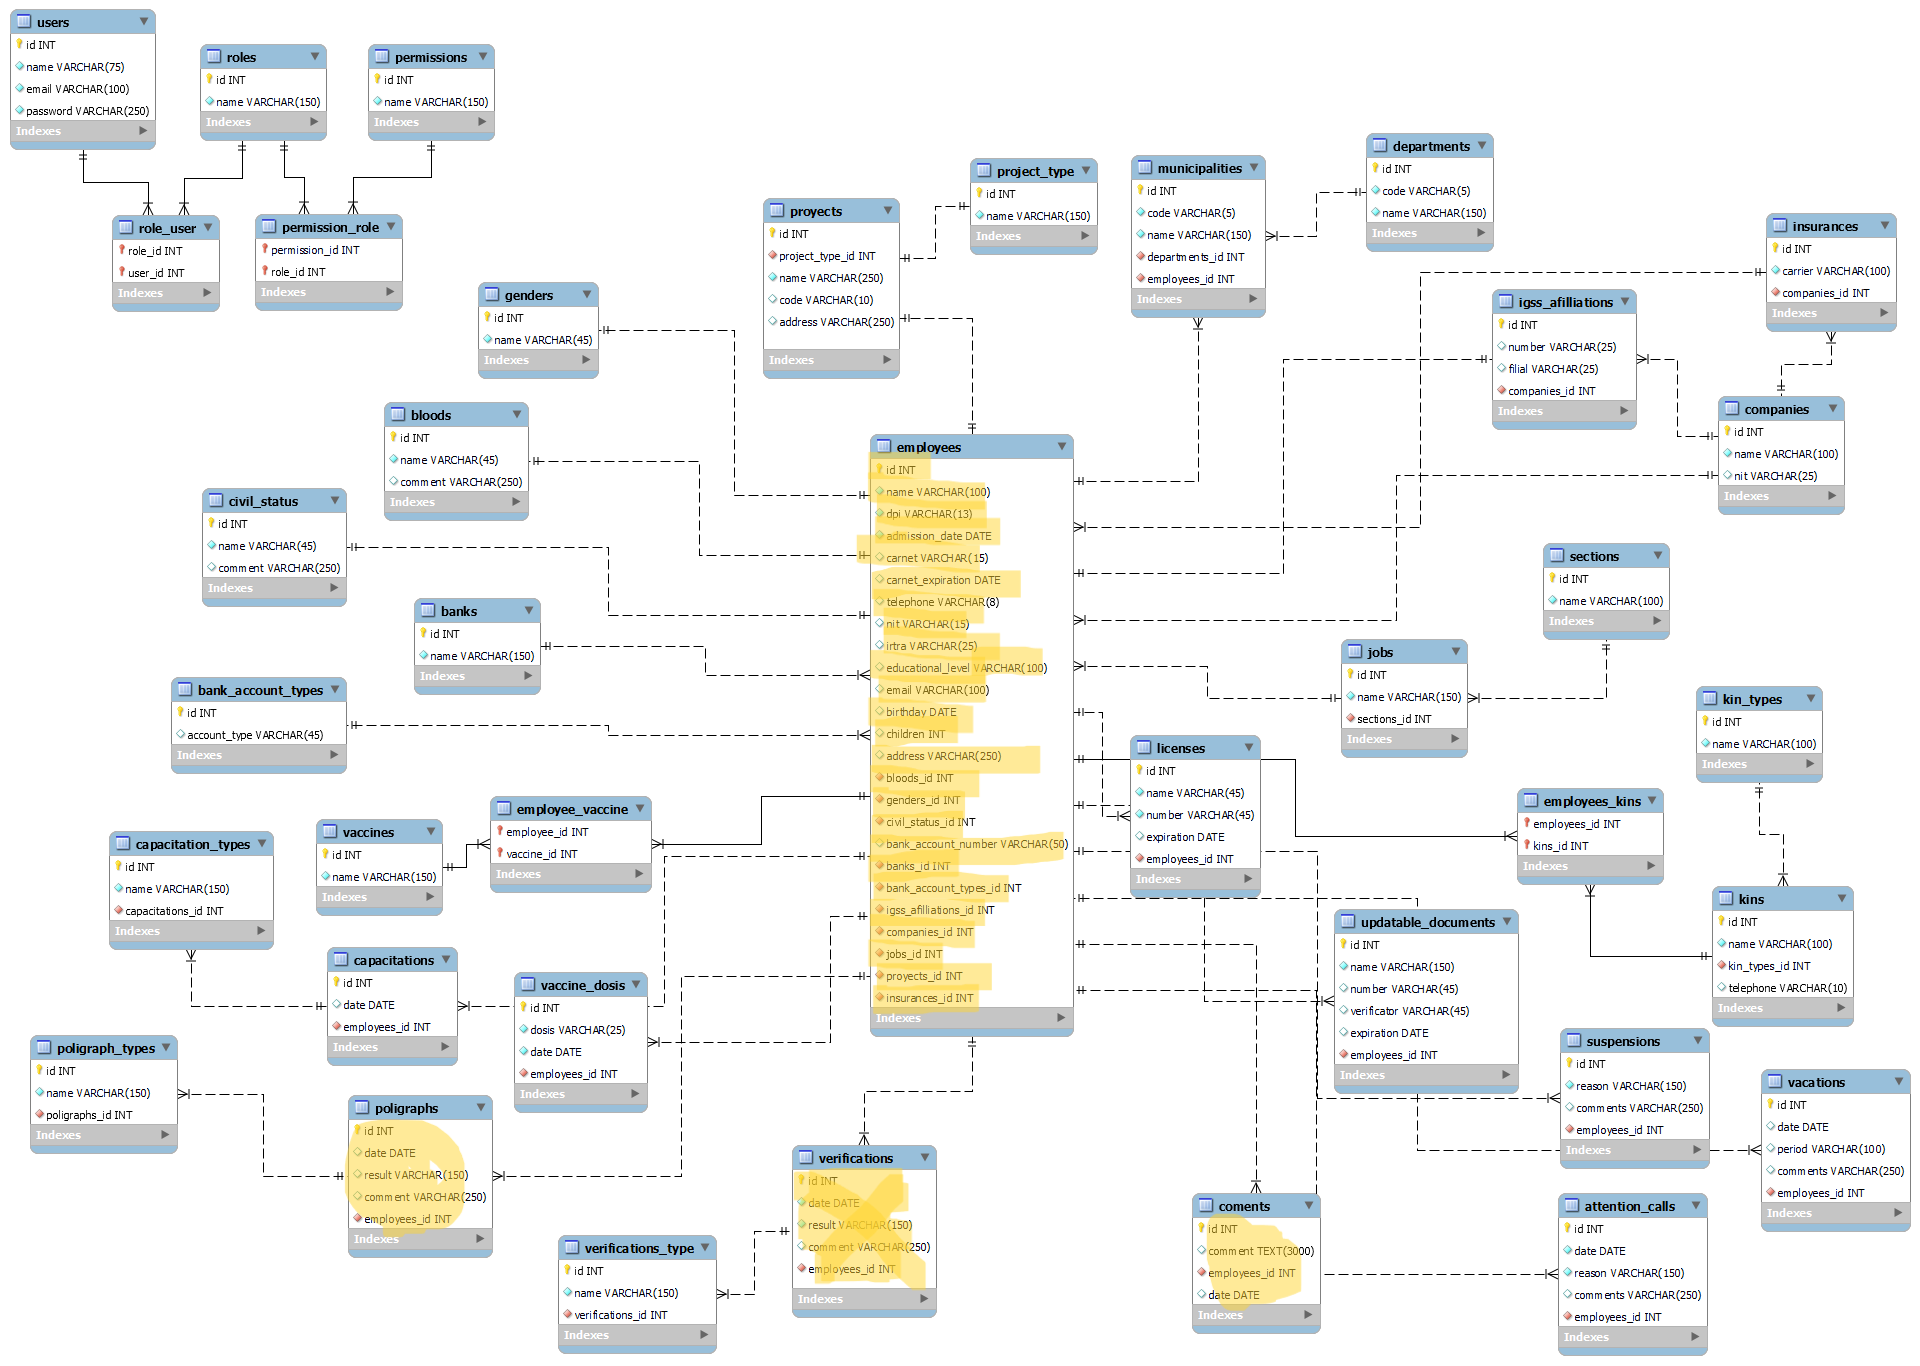 users
id INT
name VARCHAR(75)
email VARCHAR(100)
password VARCHAR(250)
Indexes
roles
id INT
name VARCHAR(150)
Indexes
permissions
id INT
name VARCHAR(150)
Indexes
role_user
role_id INT
user_id INT
Indexes
permission_role
permission_id INT
role_id INT
Indexes
project_type
id INT
name VARCHAR(150)
Indexes
proyects
id INT
project_type_id INT
name VARCHAR(250)
code VARCHAR(10)
address VARCHAR(250)
Indexes
municipalities
id INT
code VARCHAR(5)
name VARCHAR(150)
departments_id INT
employees_id INT
Indexes
departments
id INT
code VARCHAR(5)
name VARCHAR(150)
Indexes
insurances
id INT
carrier VARCHAR(100)
companies_id INT
Indexes
igss_afilliations
id INT
number VARCHAR(25)
filial VARCHAR(25)
companies_id INT
Indexes
companies
id INT
name VARCHAR(100)
nit VARCHAR(25)
Indexes
genders
id INT
name VARCHAR(45)
Indexes
bloods
id INT
name VARCHAR(45)
comment VARCHAR(250)
Indexes
civil_status
id INT
name VARCHAR(45)
comment VARCHAR(250)
Indexes
banks
id INT
name VARCHAR(150)
Indexes
bank_account_types
id INT
account_type VARCHAR(45)
Indexes
employees
id INT
name VARCHAR(100)
dpi VARCHAR(13)
admission_date DATE
carnet VARCHAR(15)
carnet_expiration DATE
telephone VARCHAR(8)
nit VARCHAR(15)
irtra VARCHAR(25)
educational_level VARCHAR(100)
email VARCHAR(100)
birthday DATE
children INT
address VARCHAR(250)
bloods_id INT
genders_id INT
civil_status_id INT
bank_account_number VARCHAR(50)
banks_id INT
bank_account_types_id INT
igss_afilliations_id INT
companies_id INT
jobs_id INT
proyects_id INT
insurances_id INT
Indexes
sections
id INT
name VARCHAR(100)
Indexes
jobs
id INT
name VARCHAR(150)
sections_id INT
Indexes
licenses
id INT
name VARCHAR(45)
number VARCHAR(45)
expiration DATE
employees_id INT
Indexes
kin_types
id INT
name VARCHAR(100)
Indexes
employees_kins
employees_id INT
kins_id INT
Indexes
kins
id INT
name VARCHAR(100)
kin_types_id INT
telephone VARCHAR(10)
Indexes
employee_vaccine
employee_id INT
vaccine_id INT
Indexes
vaccines
id INT
name VARCHAR(150)
Indexes
capacitation_types
id INT
name VARCHAR(150)
capacitations_id INT
Indexes
capacitations
id INT
date DATE
employees_id INT
Indexes
vaccine_dosis
id INT
dosis VARCHAR(25)
date DATE
employees_id INT
Indexes
updatable_documents
id INT
name VARCHAR(150)
number VARCHAR(45)
verificator VARCHAR(45)
expiration DATE
employees_id INT
Indexes
poligraph_types
id INT
name VARCHAR(150)
poligraphs_id INT
Indexes
poligraphs
id INT
date DATE
result VARCHAR(150)
comment VARCHAR(250)
employees_id INT
Indexes
verifications
id INT
date DATE
result VARCHAR(150)
comment VARCHAR(250)
employees_id INT
Indexes
verifications_type
id INT
name VARCHAR(150)
verifications_id INT
Indexes
suspensions
id INT
reason VARCHAR(150)
comments VARCHAR(250)
employees_id INT
Indexes
vacations
id INT
date DATE
period VARCHAR(100)
comments VARCHAR(250)
employees_id INT
Indexes
coments
id INT
comment TEXT(3000)
employees_id INT
date DATE
Indexes
attention_calls
id INT
date DATE
reason VARCHAR(150)
comments VARCHAR(250)
employees_id INT
Indexes